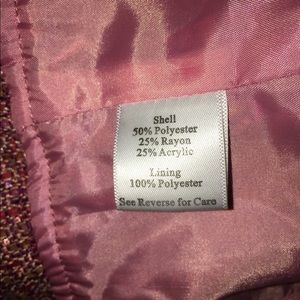 Shell
50% Polyester
25% Rayon
25% Acrylic
Lining
100% Polyester
See Reverse for Care